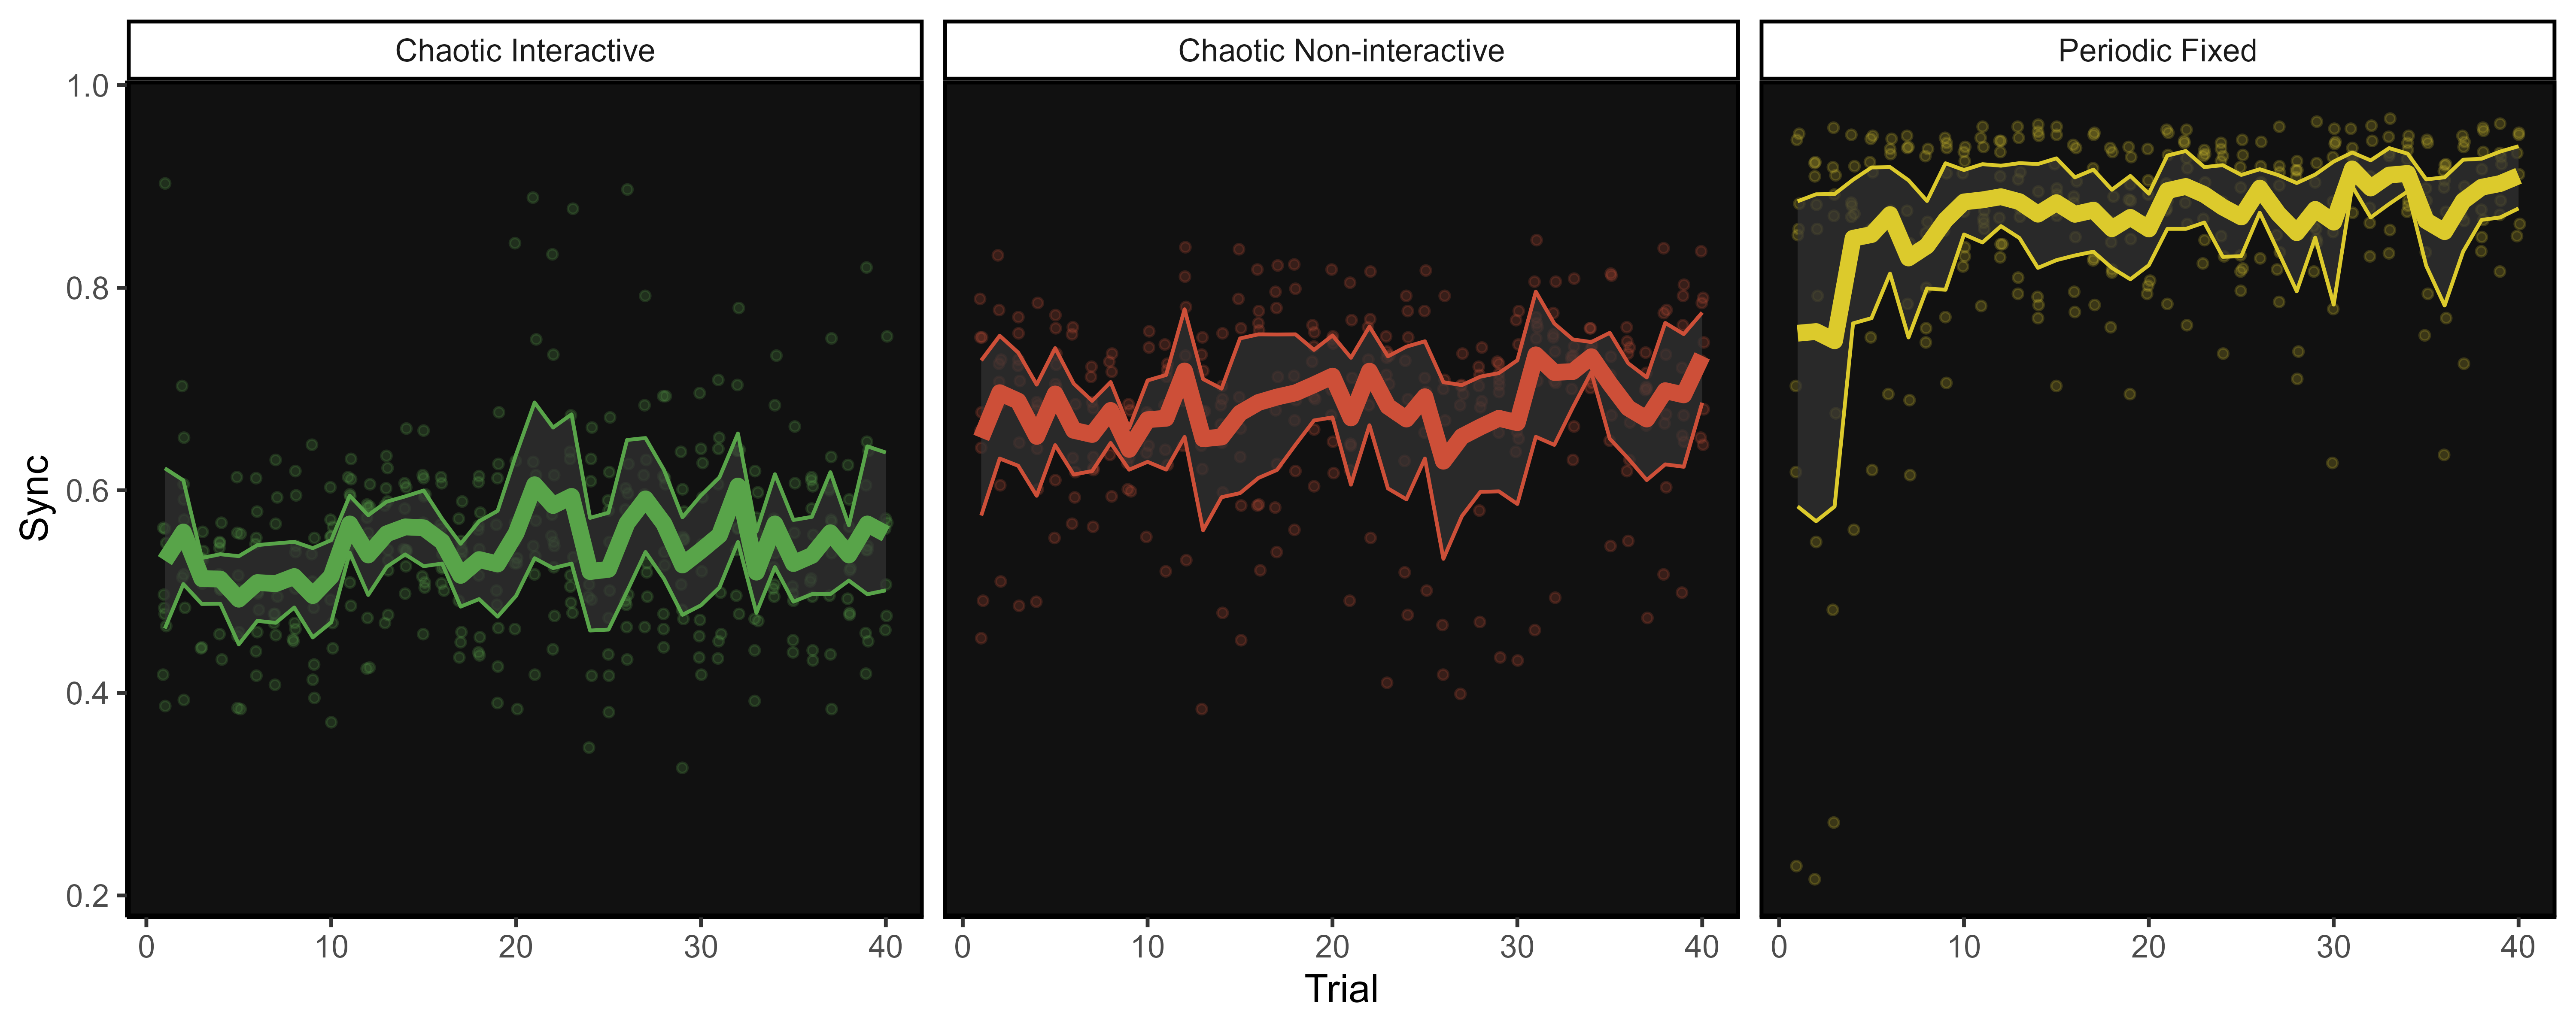 Chaotic Interactive
Chaotic Non-interactive
Periodic Fixed
1.0
0.8
0.6
0.4
0.2
Sync
0 10 20 30 40
0 10 20 30 40
0 10 20 30 40
Trial